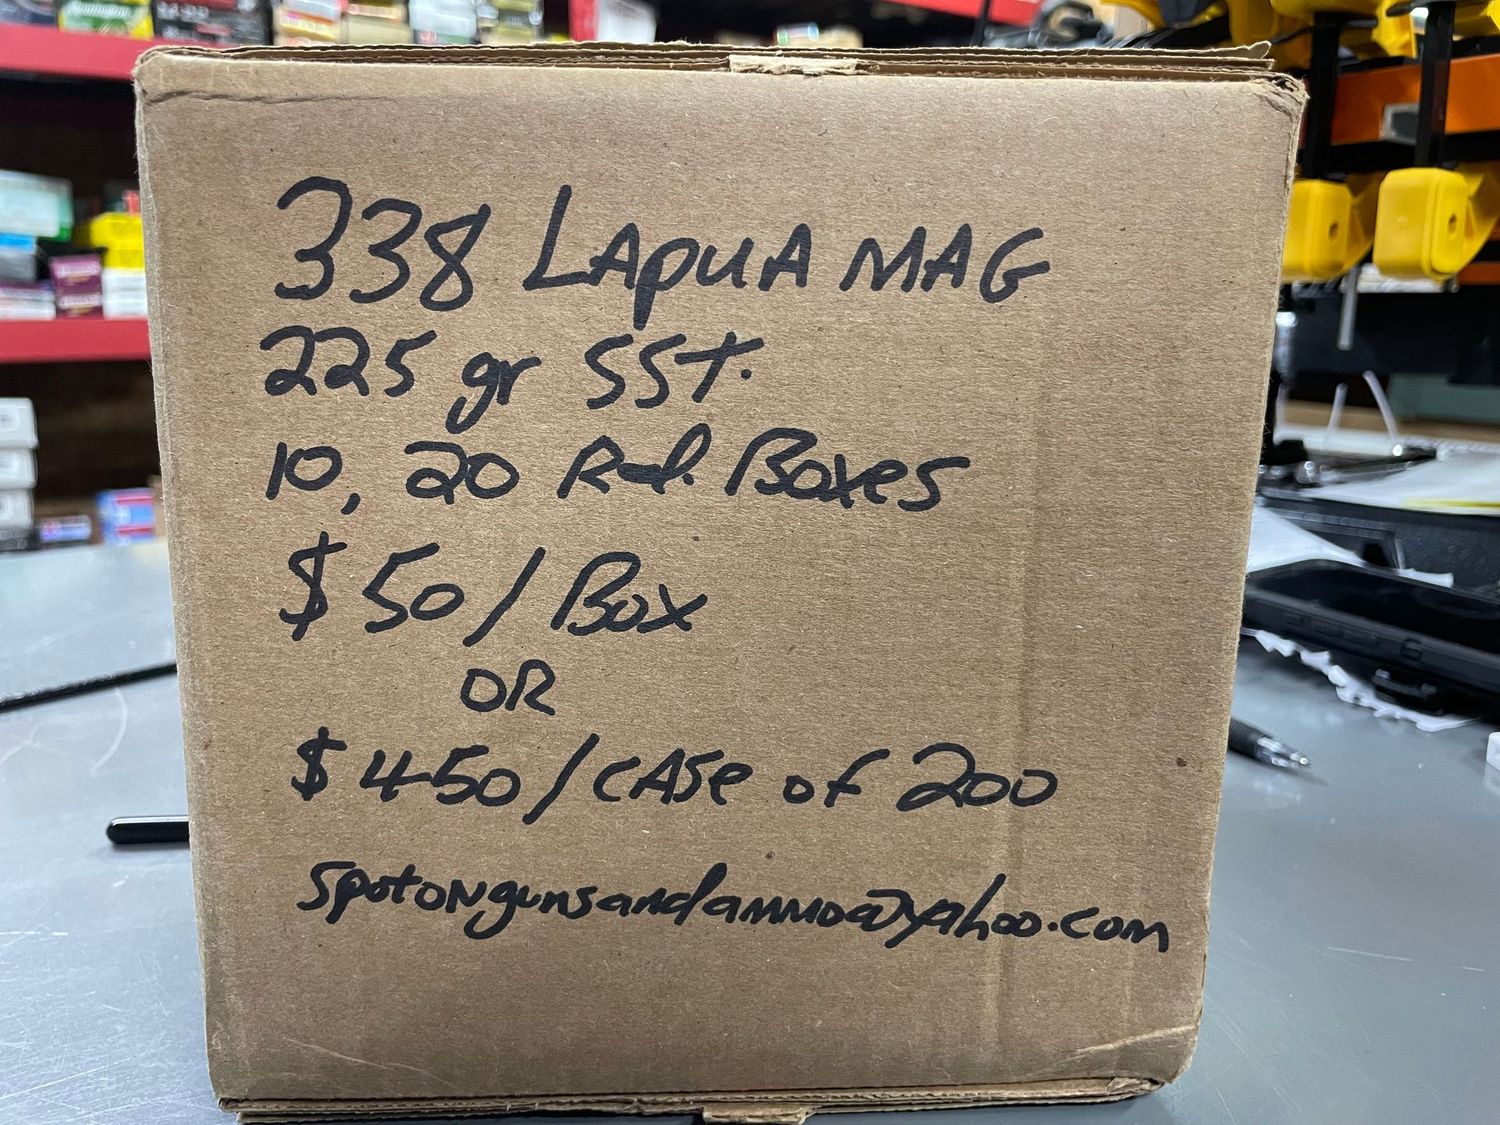 Remington
338 LAPUA MAG
225 gr SST.
10, 20 Rd. Boxes
$50/Box
OR
$450/CASE of 200
spotongunsandammo@yahoo.com